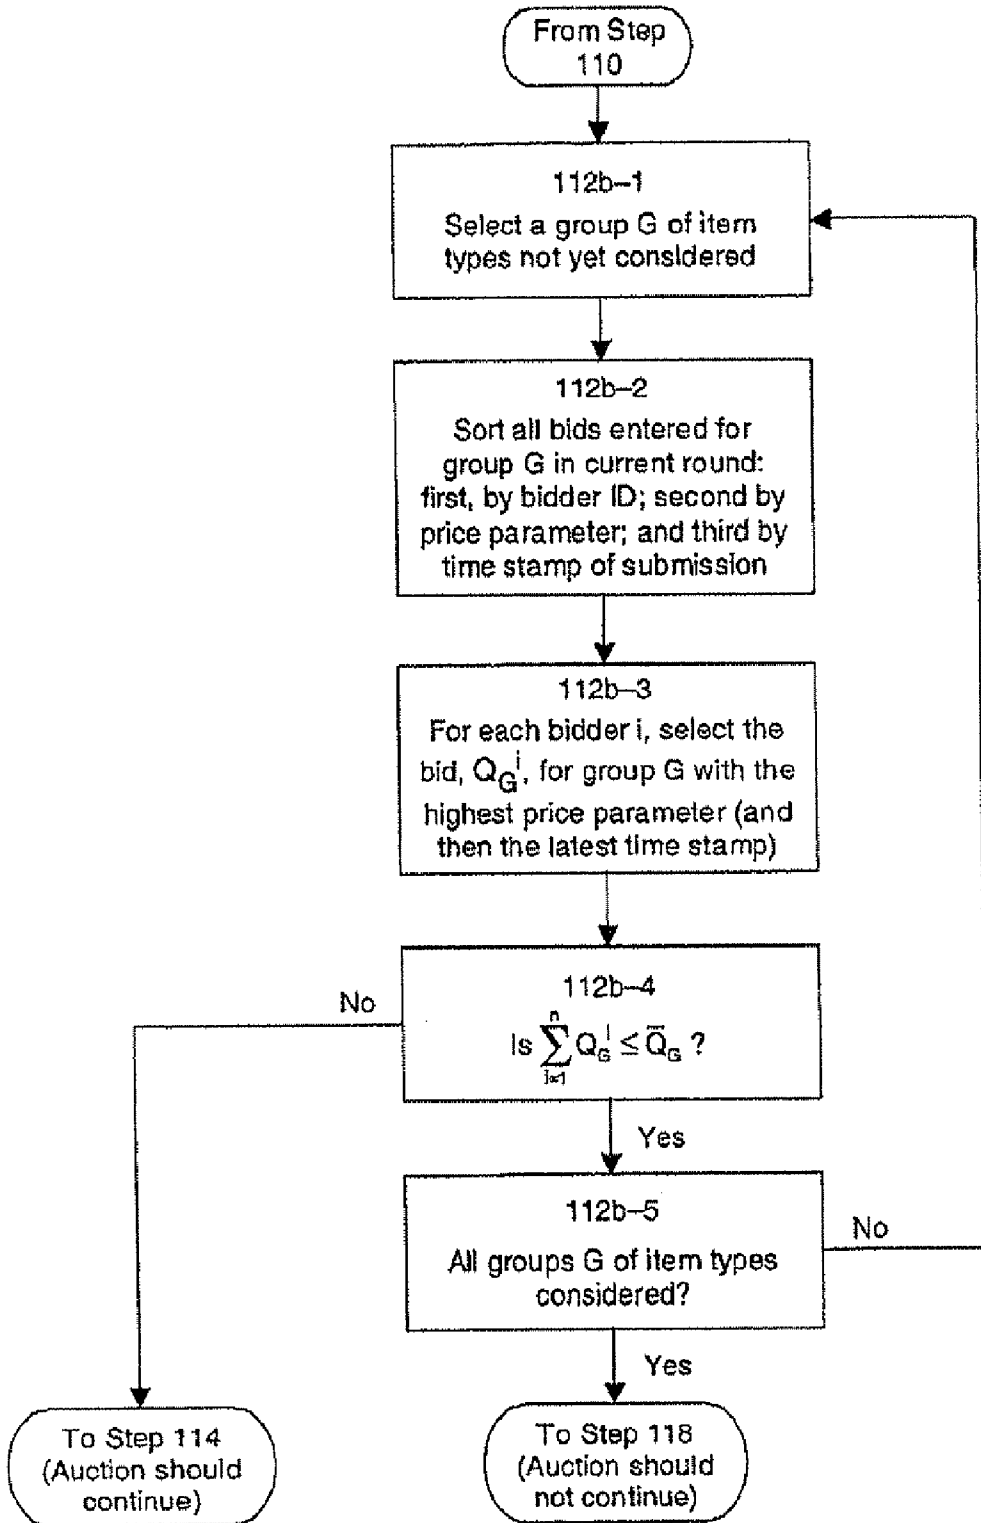 From Step
110
112b–1
Select a group G of item
types not yet considered
112b–2
Sort all bids entered for
group G in current round:
first, by bidder ID; second by
price parameter; and third by
time stamp of submission
112b–3
For each bidder i, select the
bid, Q_G^i, for group G with the
highest price parameter (and
then the latest time stamp)
112b–4
Is \sum_{i=1}^{n} Q_G^i ≤ \bar{Q}_G ?
No
Yes
112b–5
All groups G of item types
considered?
No
Yes
To Step 114
(Auction should
continue)
To Step 118
(Auction should
not continue)